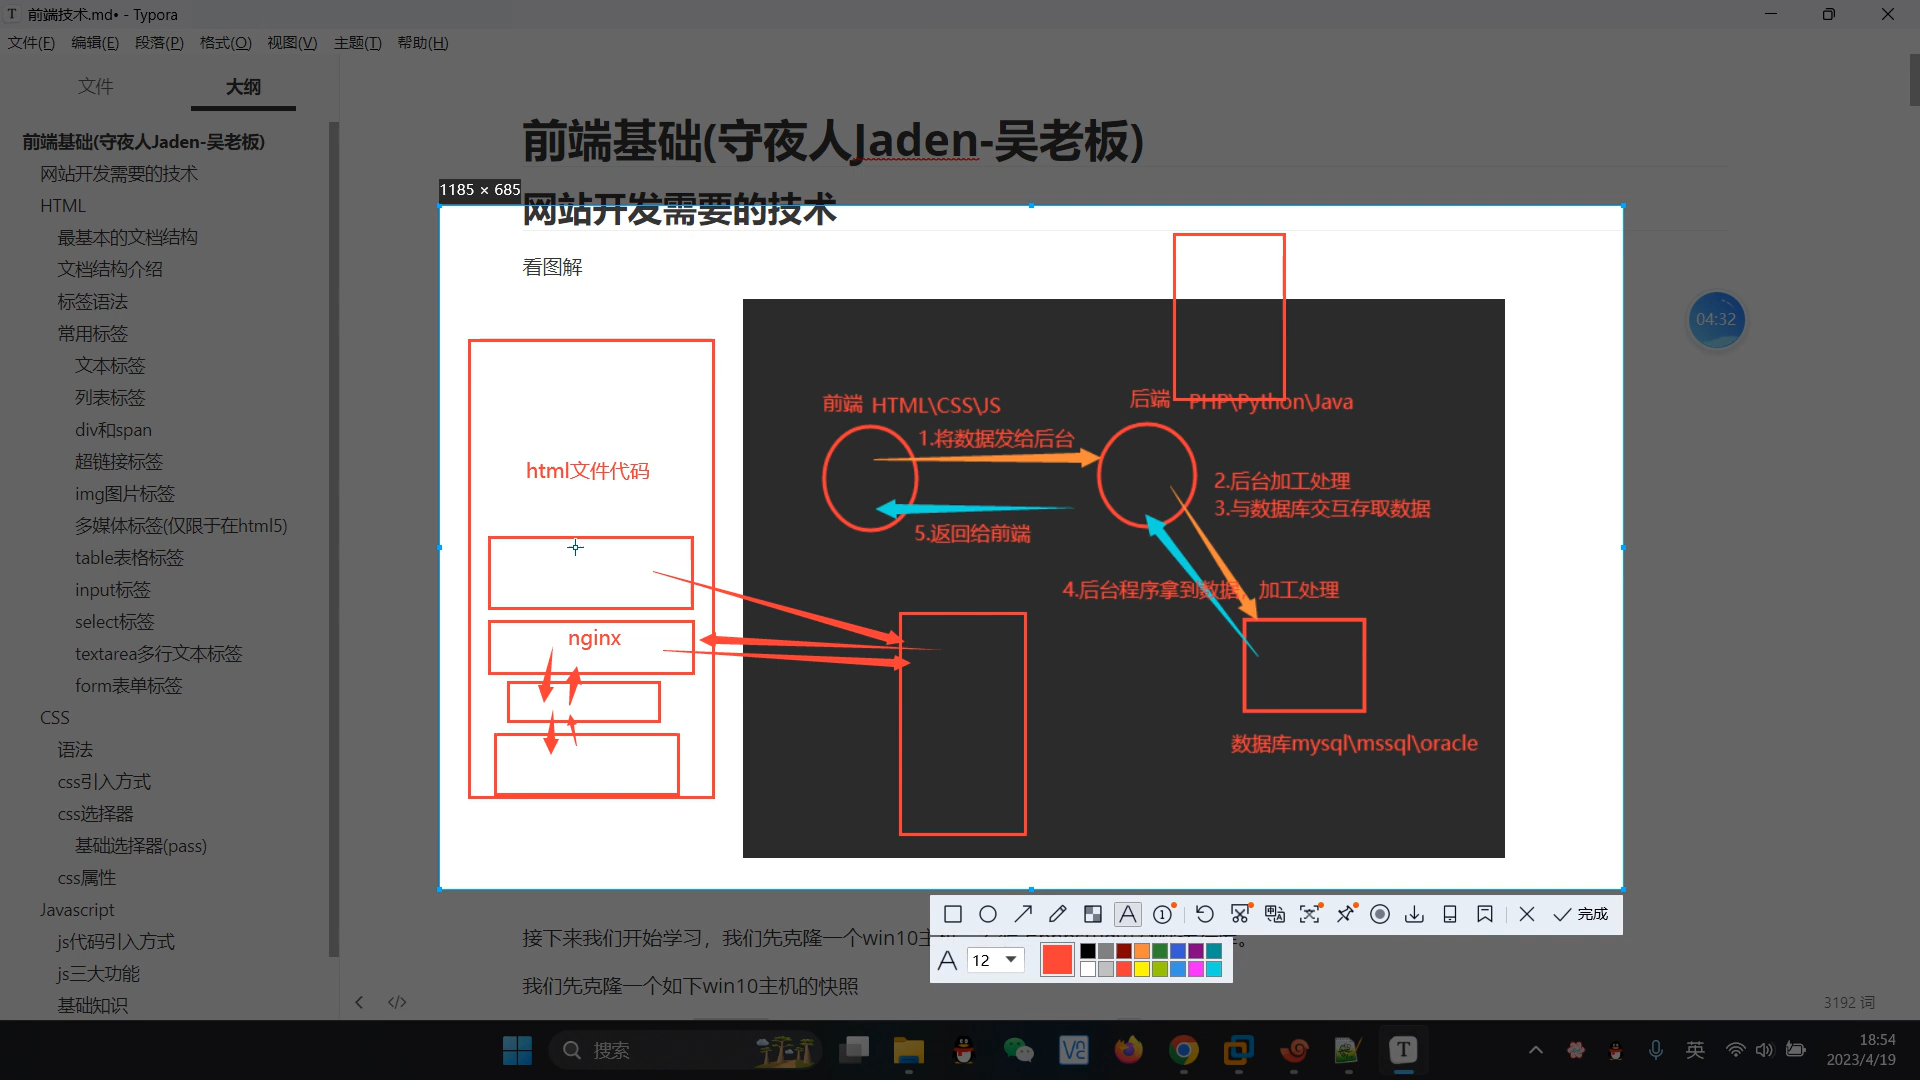 前端技术.md• - Typora
文件(F) 编辑(E) 段落(P) 格式(O) 视图(V) 主题(T) 帮助(H)
文件 大纲
前端基础(守夜人Jaden-吴老板)
网站开发需要的技术
HTML
最基本的文档结构
文档结构介绍
标签语法
常用标签
文本标签
列表标签
div和span
超链接标签
img图片标签
多媒体标签(仅限于在html5)
table表格标签
input标签
select标签
textarea多行文本标签
form表单标签
CSS
语法
css引入方式
css选择器
基础选择器(pass)
css属性
Javascript
js代码引入方式
js三大功能
基础知识
前端基础(守夜人Jaden-吴老板)
1185 × 685
网站开发需要的技术
看图解
html文件代码
nginx
前端 HTML\CSS\JS
后端 PHP\Python\Java
1.将数据发给后台
2.后台加工处理
3.与数据库交互存取数据
5.返回给前端
4.后台程序拿到数据 加工处理
数据库mysql\mssql\oracle
04:32
完成
12
接下来我们开始学习，我们先克隆一个win10主
我们先克隆一个如下win10主机的快照
3192 词
搜索
英
18:54
2023/4/19